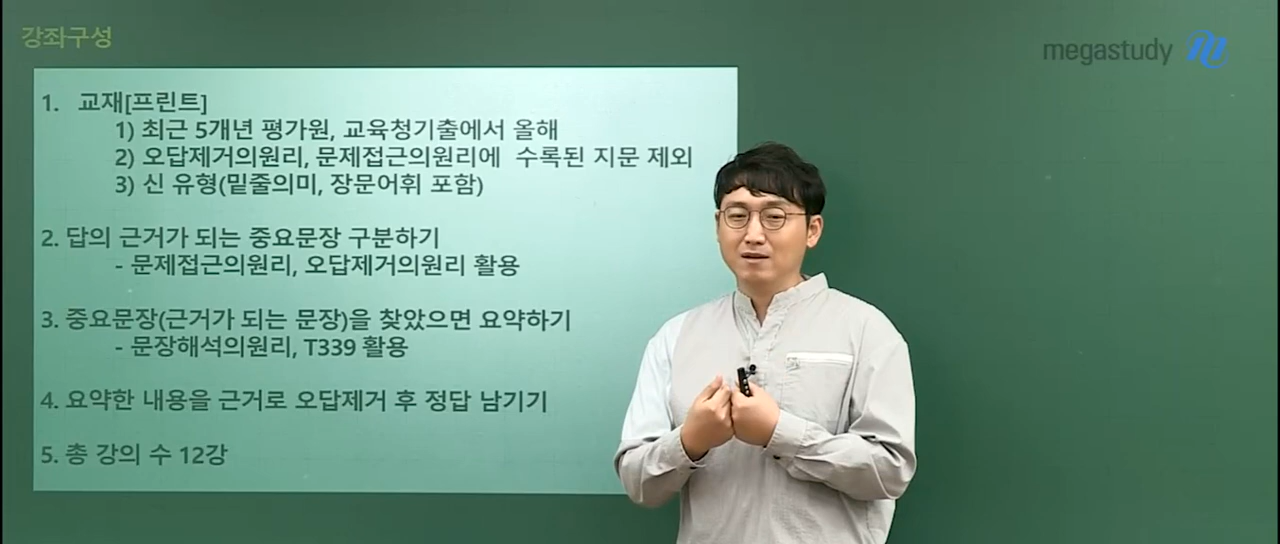 강좌구성
megastudy
1. 교재[프린트]
1) 최근 5개년 평가원, 교육청기출에서 올해
2) 오답제거의원리, 문제접근의원리에 수록된 지문 제외
3) 신 유형(밑줄의미, 장문어휘 포함)
2. 답의 근거가 되는 중요문장 구분하기
- 문제접근의원리, 오답제거의원리 활용
3. 중요문장(근거가 되는 문장)을 찾았으면 요약하기
- 문장해석의원리, T339 활용
4. 요약한 내용을 근거로 오답제거 후 정답 남기기
5. 총 강의 수 12강